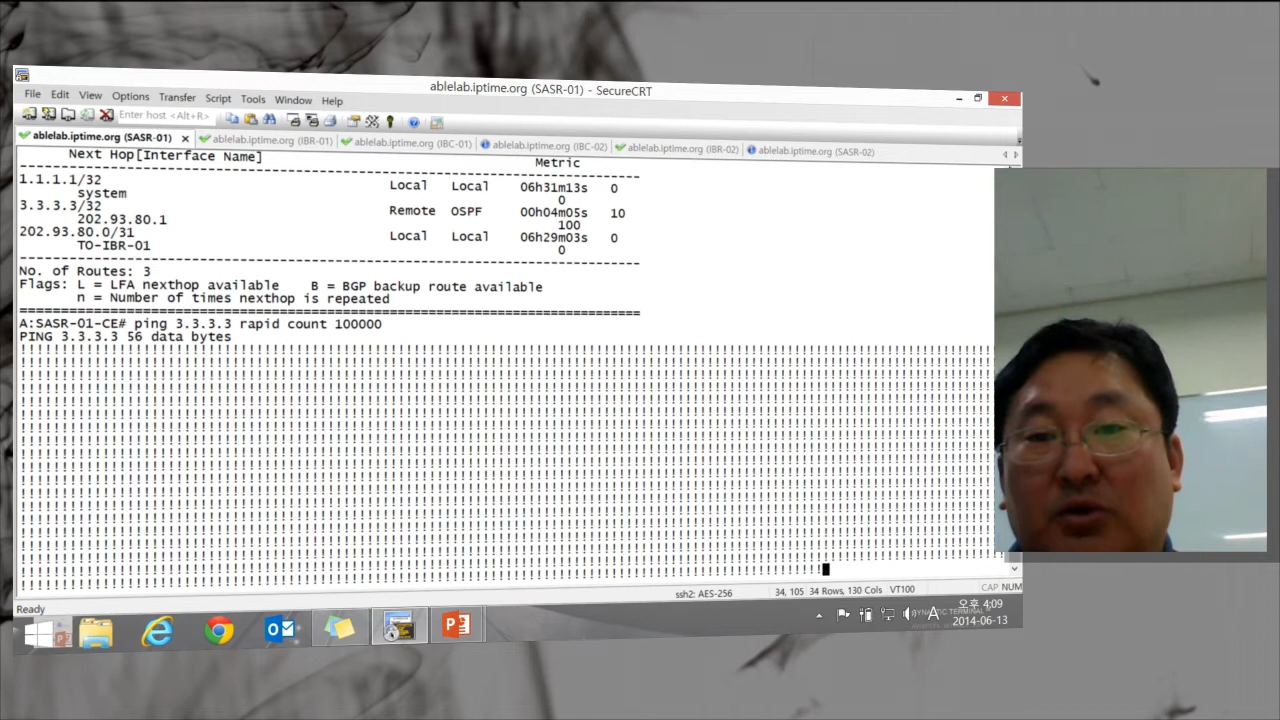 ablelab.iptime.org (SASR-01) - SecureCRT
File Edit View Options Transfer Script Tools Window Help
Enter host <Alt+R>
ablelab.iptime.org (SASR-01) ablelab.iptime.org (IBR-01) ablelab.iptime.org (IBC-01) ablelab.iptime.org (IBC-02) ablelab.iptime.org (IBR-02) ablelab.iptime.org (SASR-02)
Next Hop[Interface Name] Metric
-------------------------------------------------------------------------------
1.1.1.1/32 Local Local 06h31m13s 0
system 0
3.3.3.3/32 Remote OSPF 00h04m05s 10
202.93.80.1 100
202.93.80.0/31 Local Local 06h29m03s 0
TO-IBR-01 0
-------------------------------------------------------------------------------
No. of Routes: 3
Flags: L = LFA nexthop available B = BGP backup route available
n = Number of times nexthop is repeated
===============================================================================
A:SASR-01-CE# ping 3.3.3.3 rapid count 100000
PING 3.3.3.3 56 data bytes
Ready ssh2: AES-256 34, 105 34 Rows, 130 Cols VT100 CAP NUM
A 오후 4:09
2014-06-13